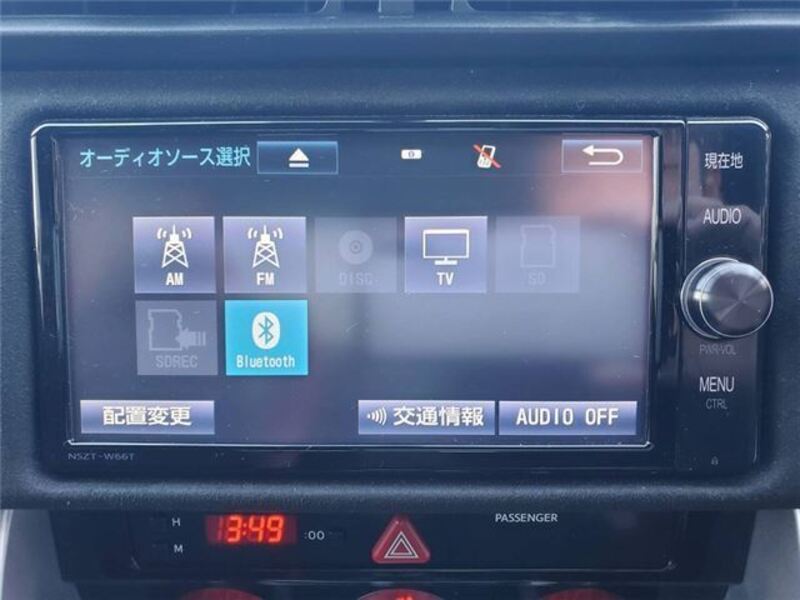 オーディオソース選択
現在地
AUDIO
AM
FM
DISC
TV
SD
SDREC
Bluetooth
PWR·VOL
MENU
CTRL
配置変更
交通情報
AUDIO OFF
NSZT-W66T
H
M
13:49
:00
PASSENGER